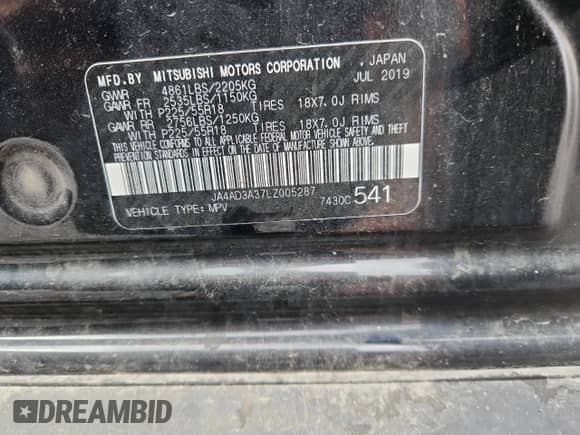 MFD.BY MITSUBISHI MOTORS CORPORATION , JAPAN
GVWR 4861LBS/2205KG JUL 2019
GAWR FR 2535LBS/1150KG
WITH P225/55R18 TIRES 18X7.0J RIMS
GAWR RR 2756LBS/1250KG
WITH P225/55R18 TIRES 18X7.0J RIMS
THIS VEHICLE CONFORMS TO ALL APPLICABLE FEDERAL MOTOR VEHICLE SAFETY AND THEFT
PREVENTION STANDARDS IN EFFECT ON THE DATE OF MANUFACTURE SHOWN ABOVE.
JA4AD3A37LZ005287
VEHICLE TYPE:MPV 7430C 541
DREAMBID